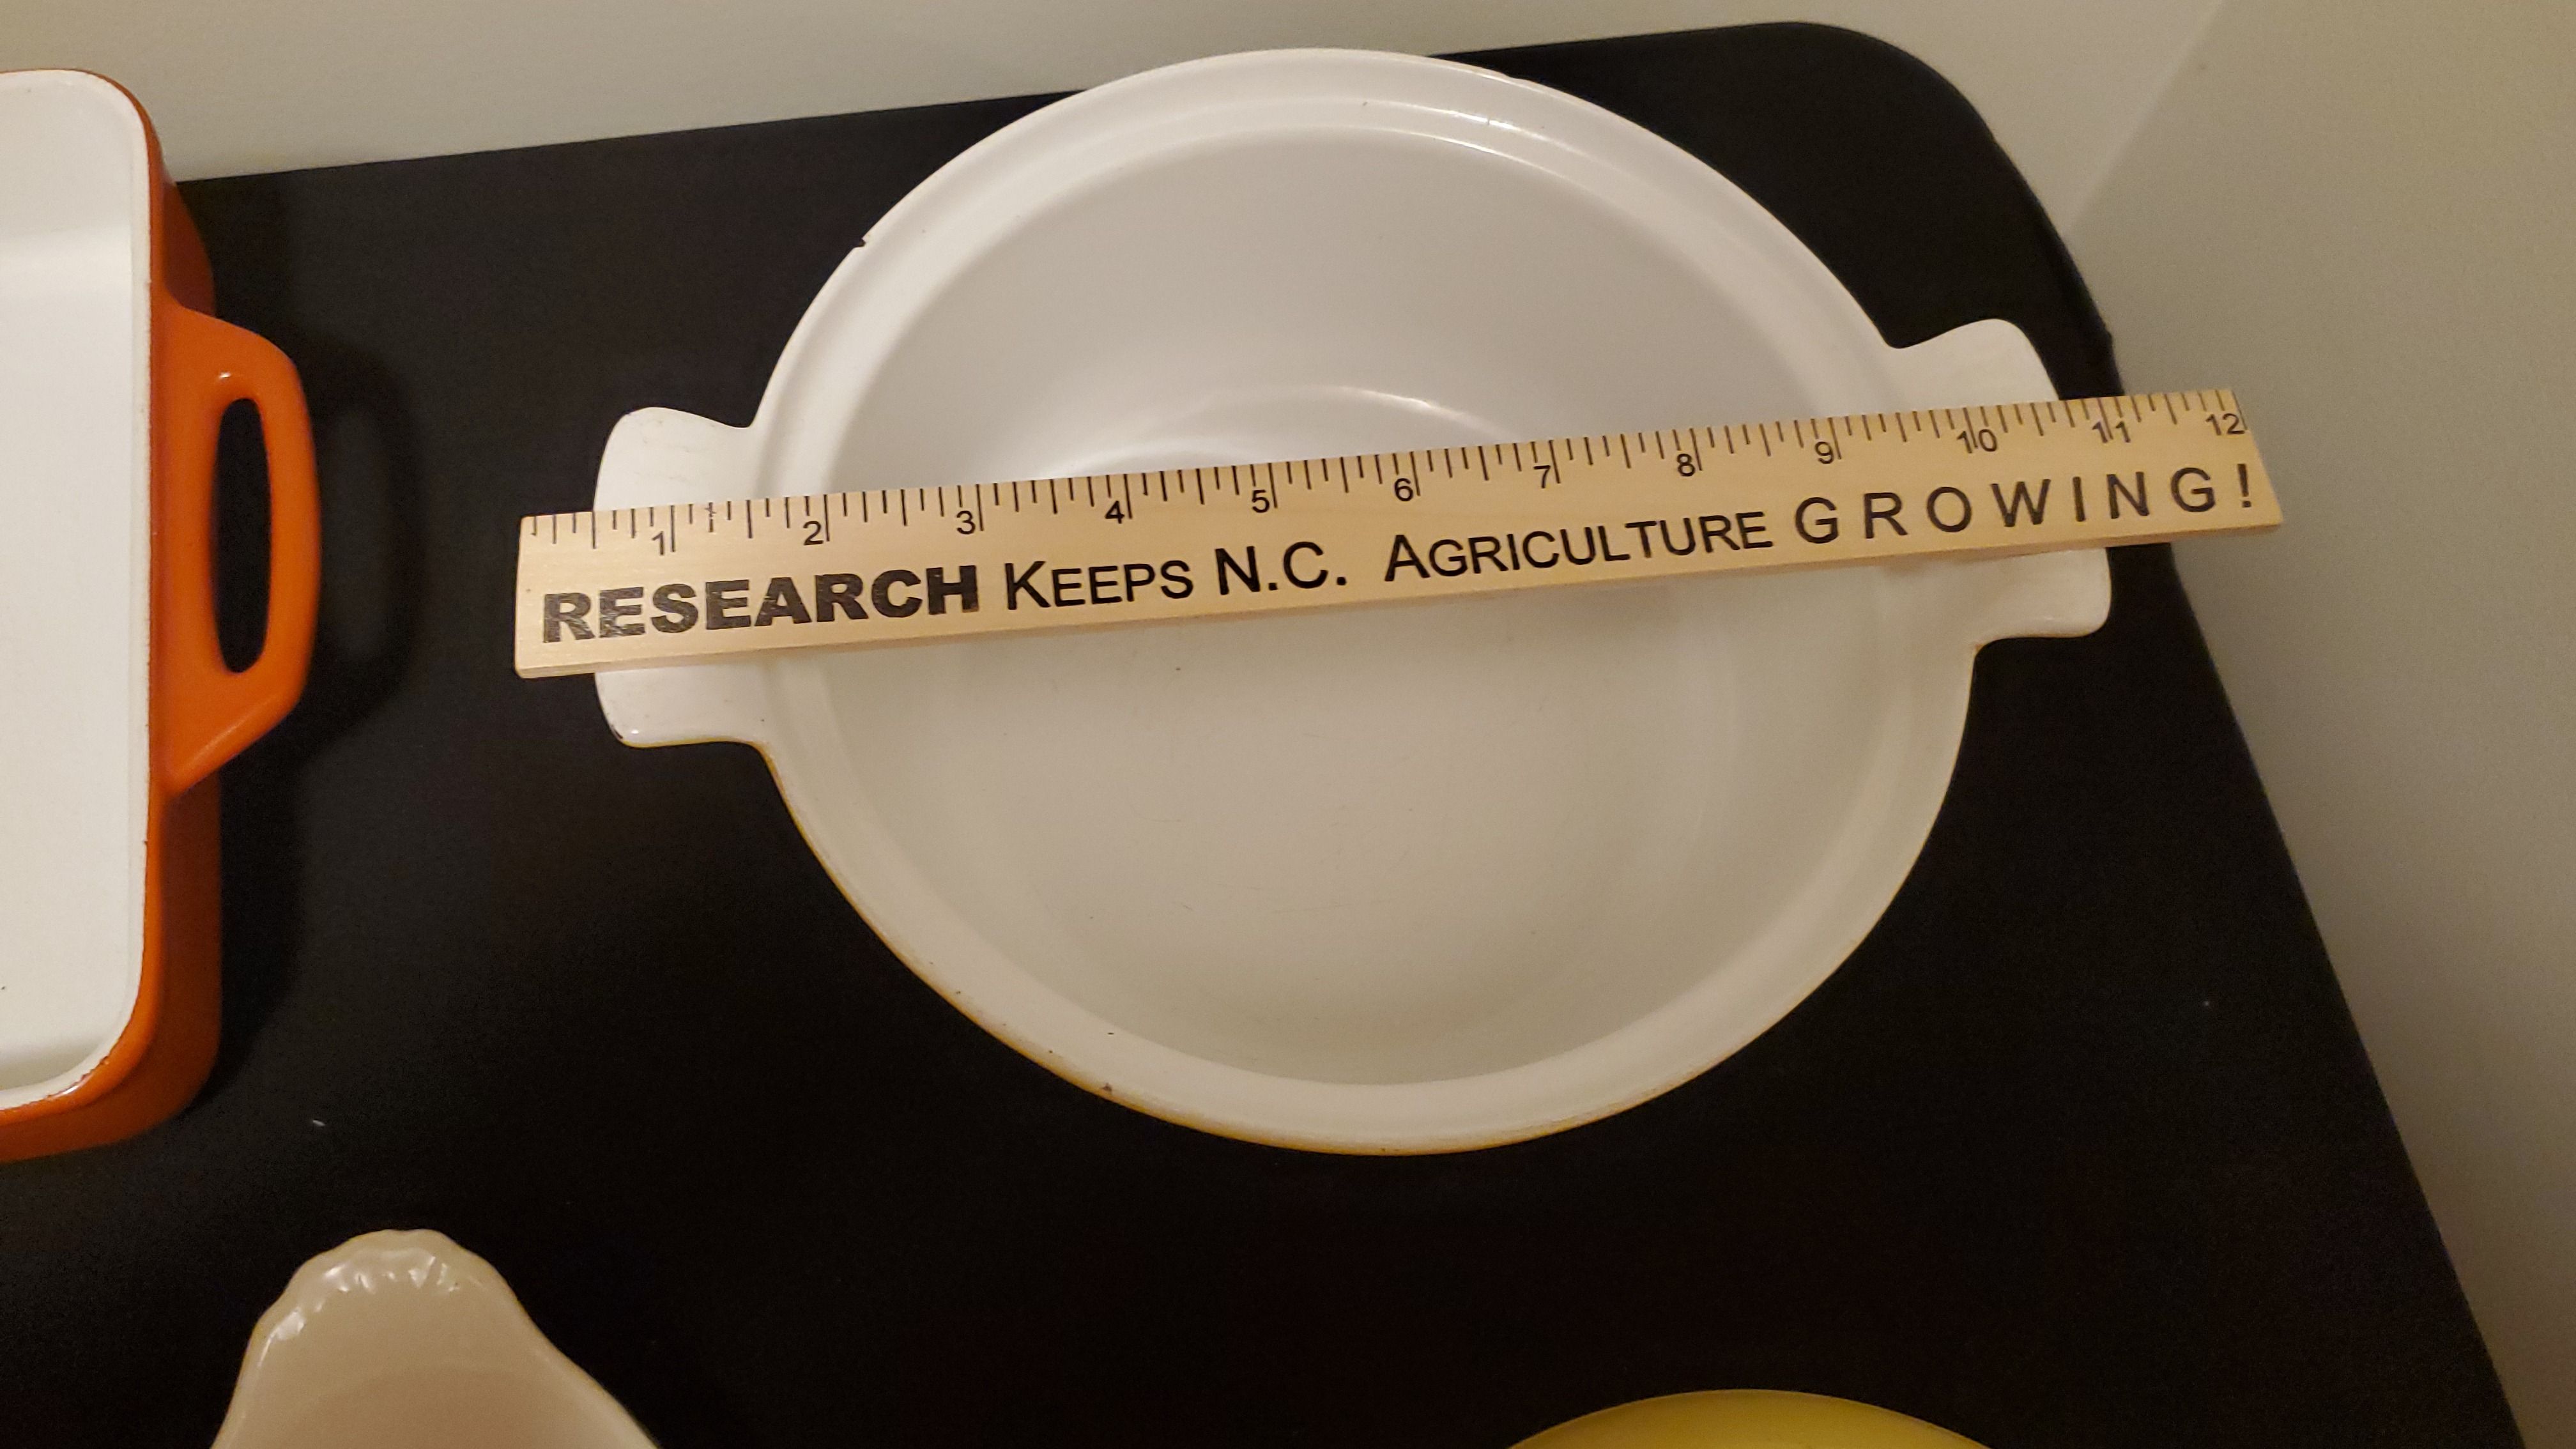 1 2 3 4 5 6 7 8 9 10 11 12
RESEARCH KEEPS N.C. AGRICULTURE GROWING!